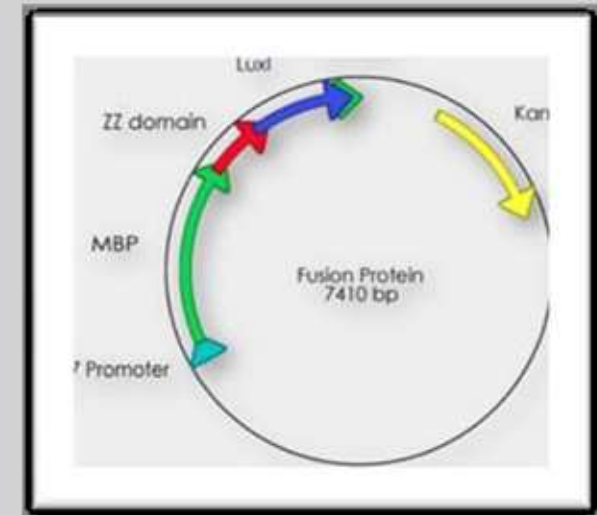 LuxI
ZZ domain
Kan
MBP
Fusion Protein
7410 bp
7 Promoter